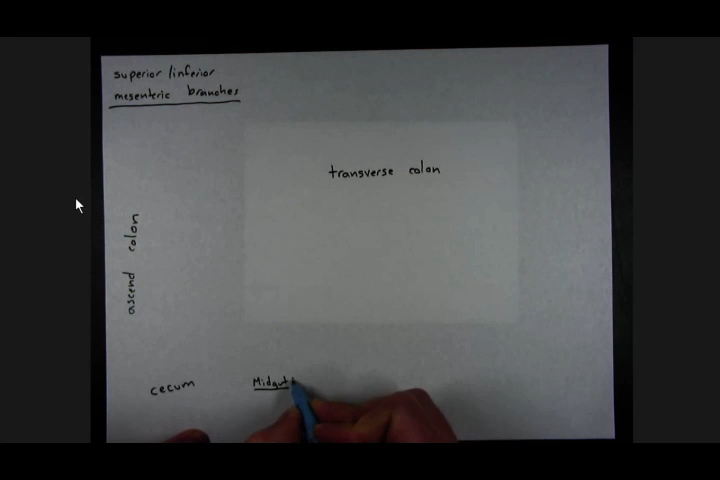 superior/inferior
mesenteric branches
transverse colon
ascend colon
cecum
Midgut